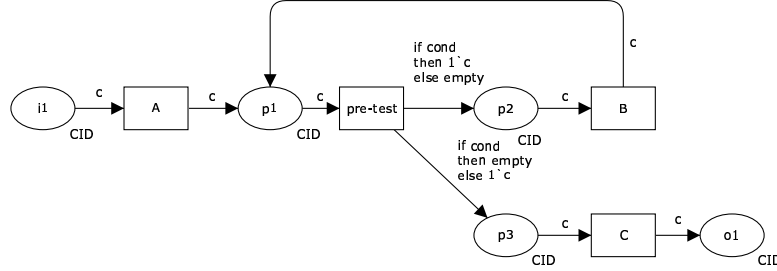 c
if cond
then 1`c
else empty
c
c
c
c
i1
A
p1
pre-test
p2
B
CID
CID
CID
if cond
then empty
else 1`c
c
c
p3
C
o1
CID
CID